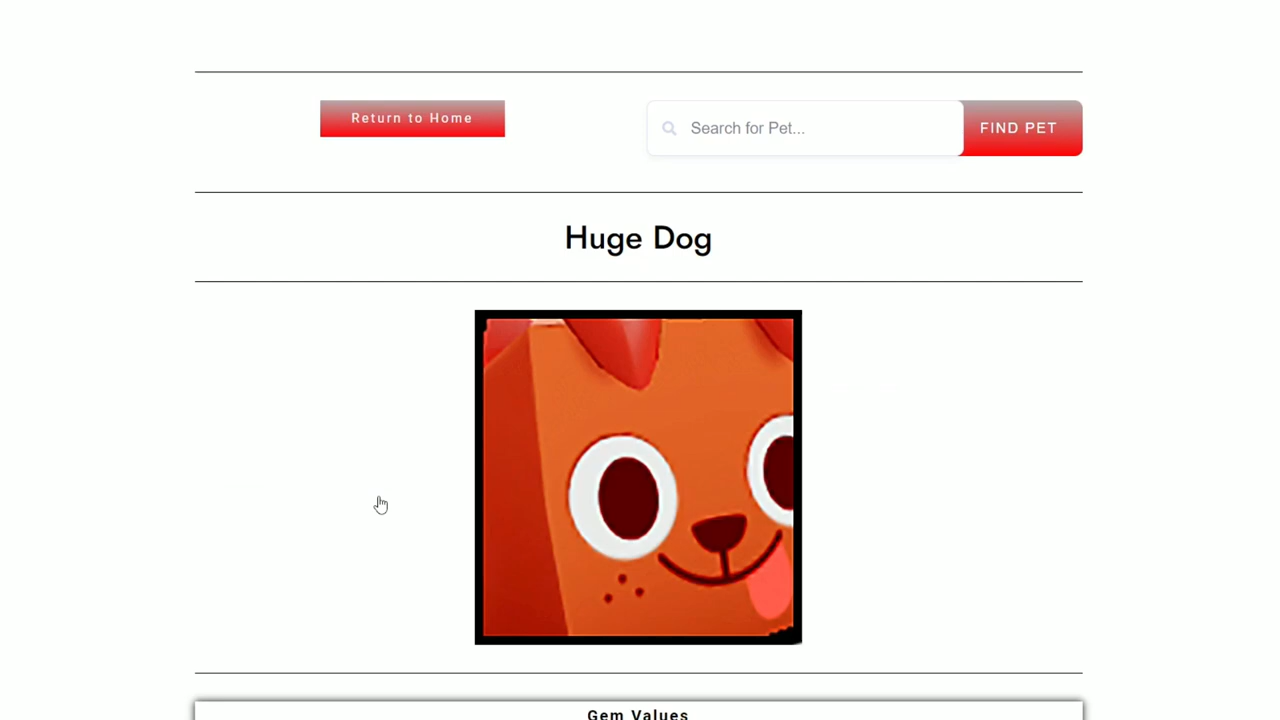 Return to Home
Search for Pet...
FIND PET
Huge Dog
Gem Values